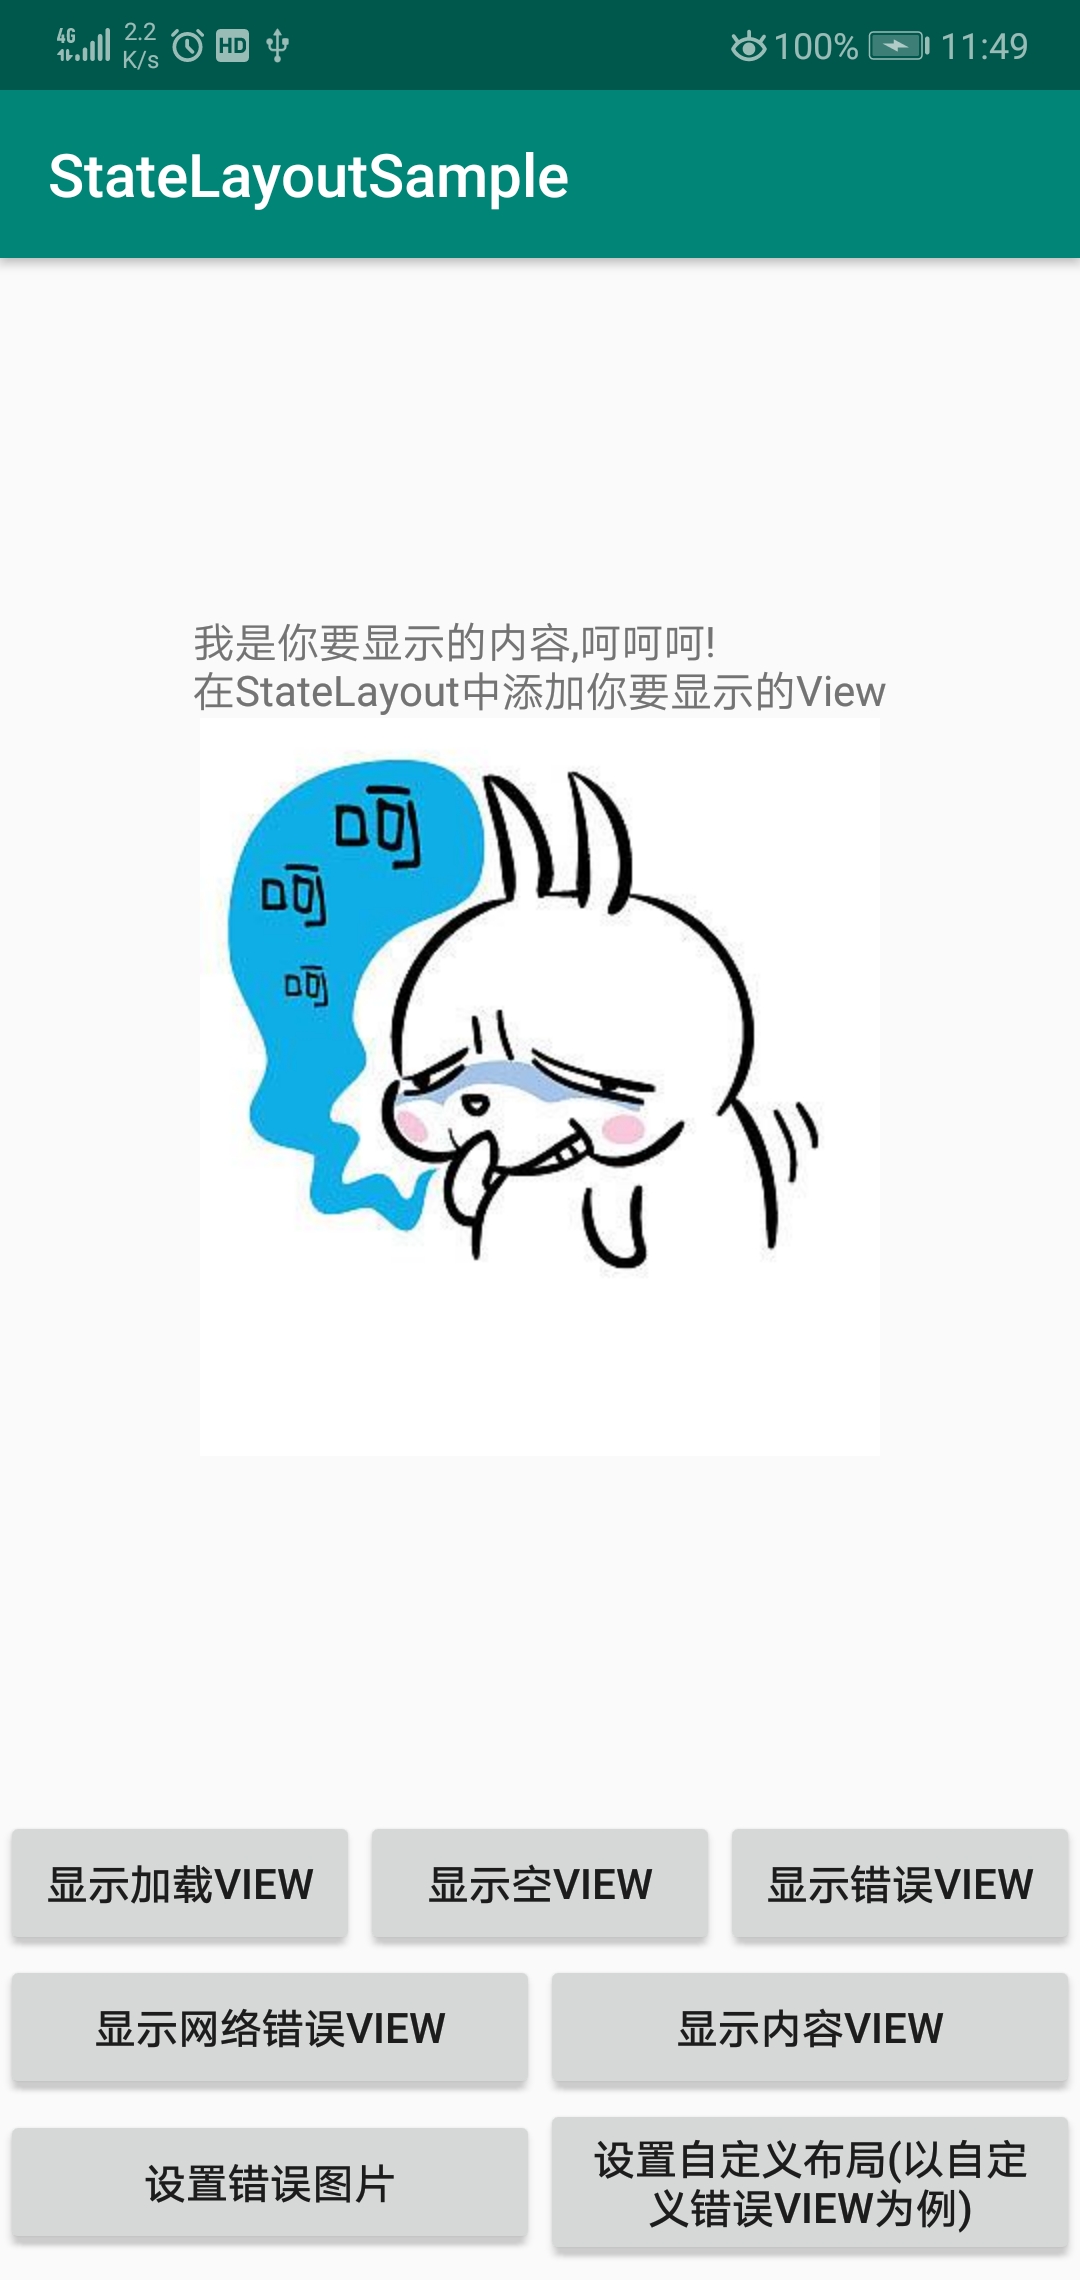 4G 2.2 K/s HD 100% 11:49
StateLayoutSample
我是你要显示的内容,呵呵呵!
在StateLayout中添加你要显示的View
呵
呵
呵
显示加载VIEW 显示空VIEW 显示错误VIEW
显示网络错误VIEW 显示内容VIEW
设置错误图片
设置自定义布局(以自定
义错误VIEW为例)